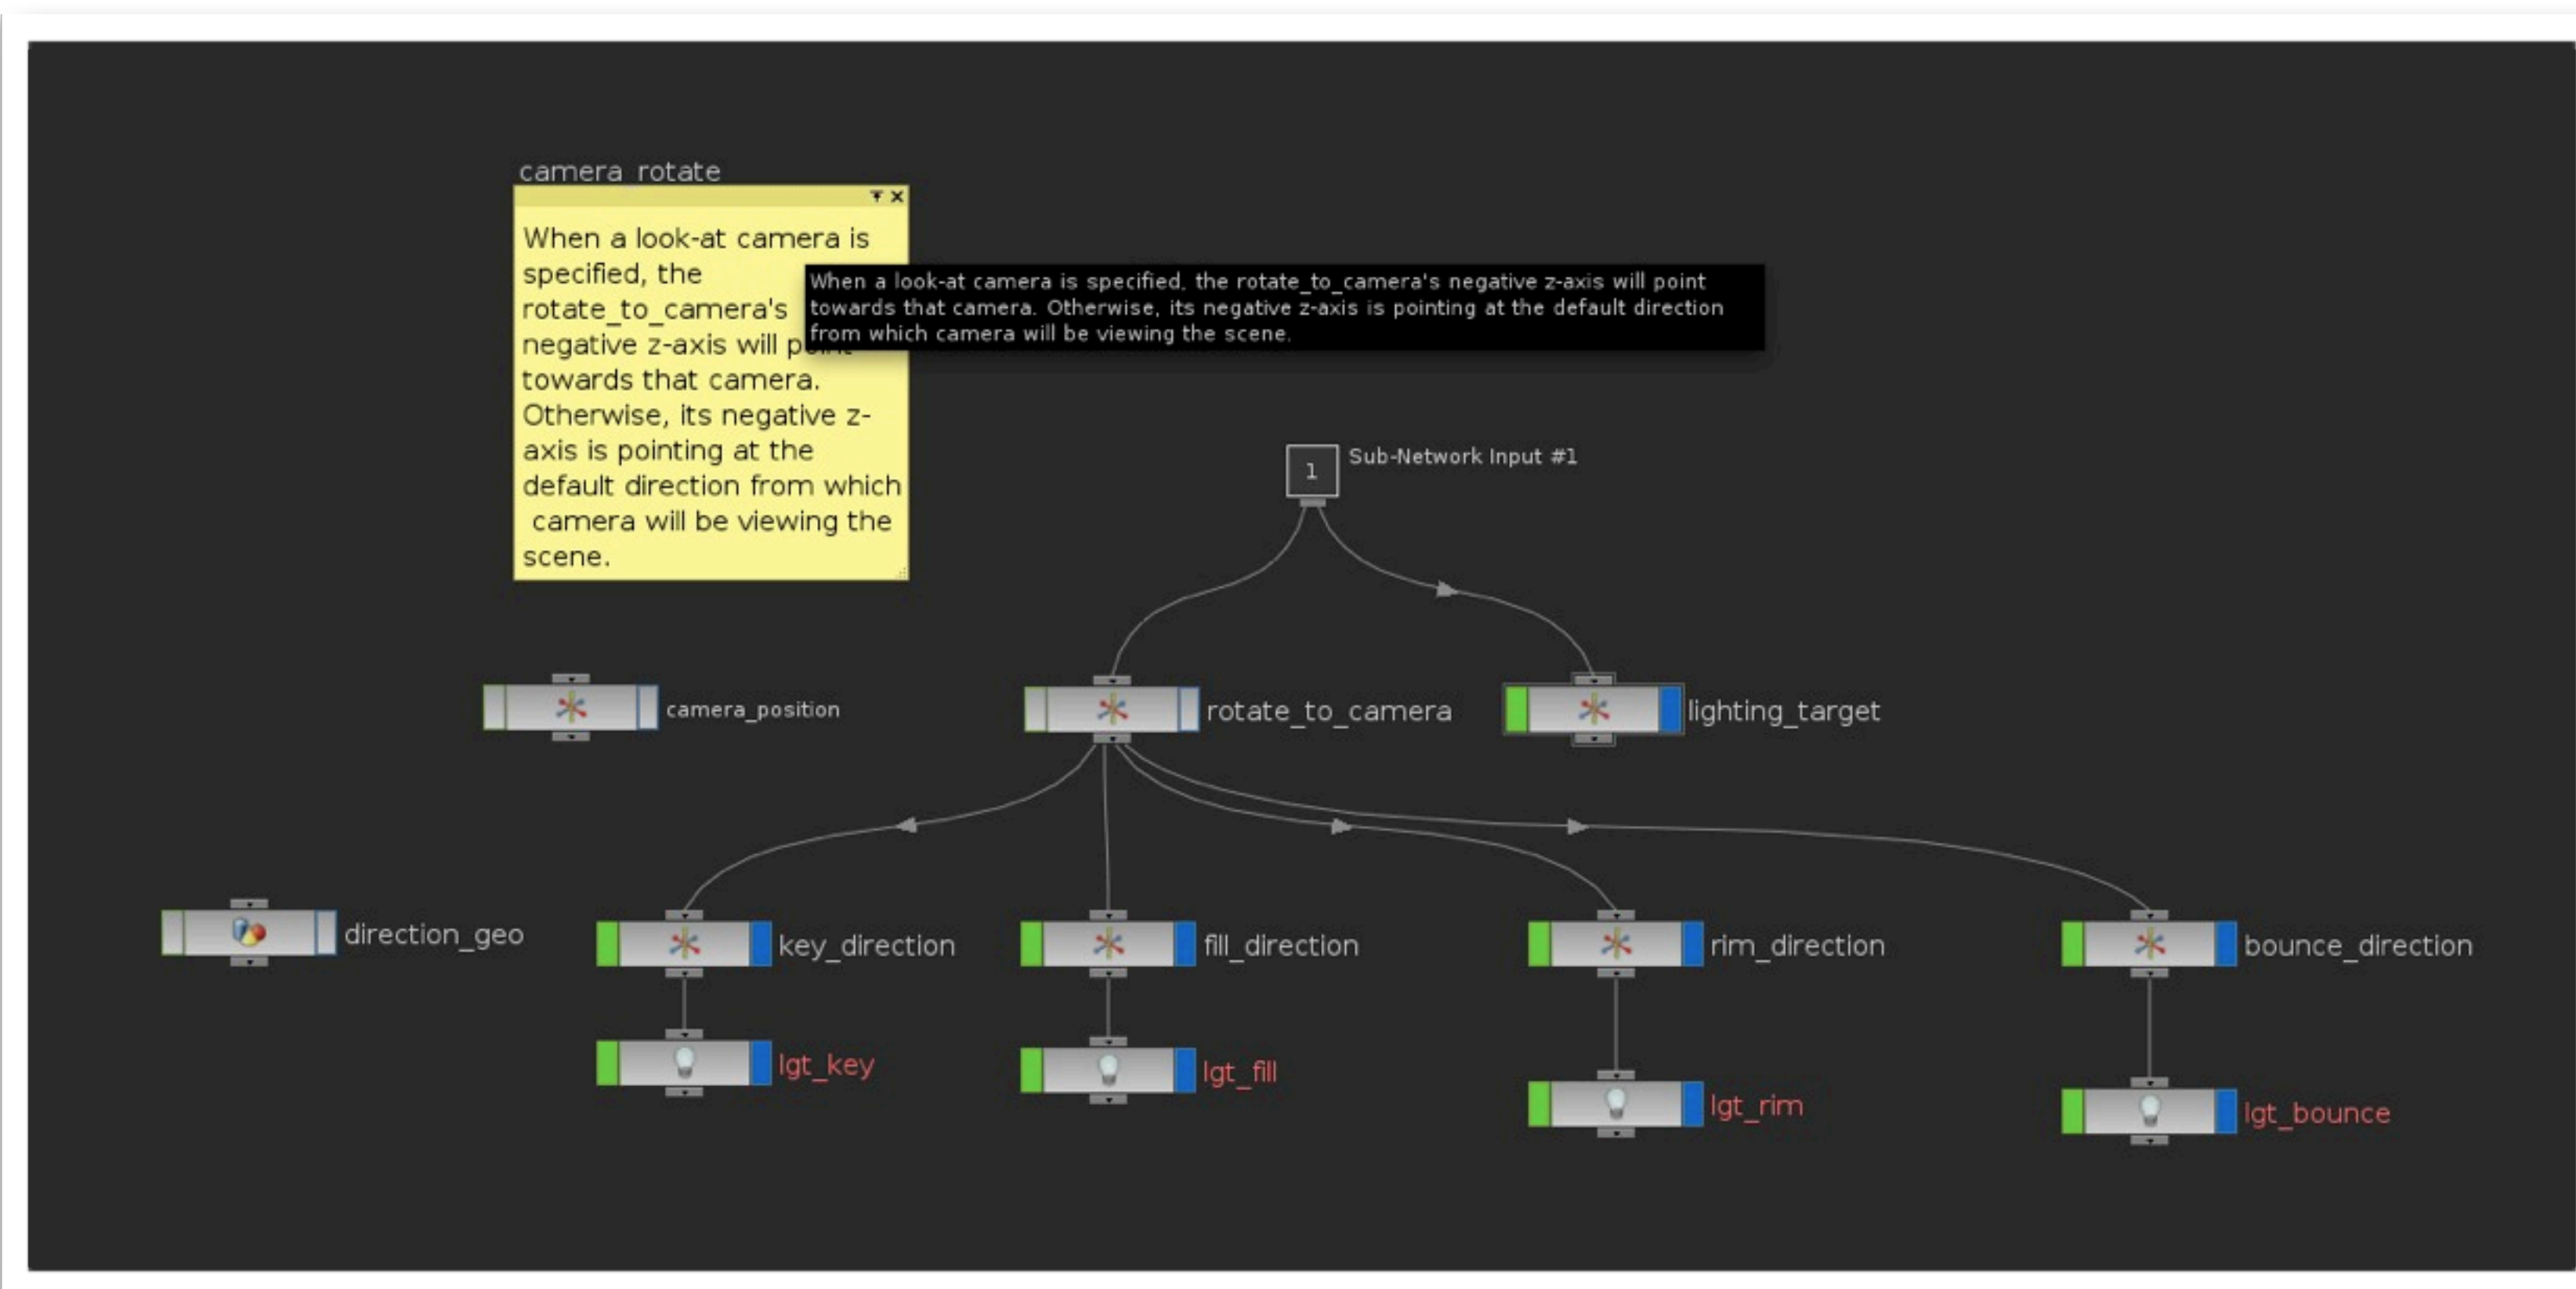 camera_rotate
When a look-at camera is
specified, the
rotate_to_camera's
negative z-axis will point
towards that camera.
Otherwise, its negative z-
axis is pointing at the
default direction from which
camera will be viewing the
scene.
When a look-at camera is specified, the rotate_to_camera's negative z-axis will point
towards that camera. Otherwise, its negative z-axis is pointing at the default direction
from which camera will be viewing the scene.
1
Sub-Network Input #1
camera_position
rotate_to_camera
lighting_target
direction_geo
key_direction
fill_direction
rim_direction
bounce_direction
lgt_key
lgt_fill
lgt_rim
lgt_bounce